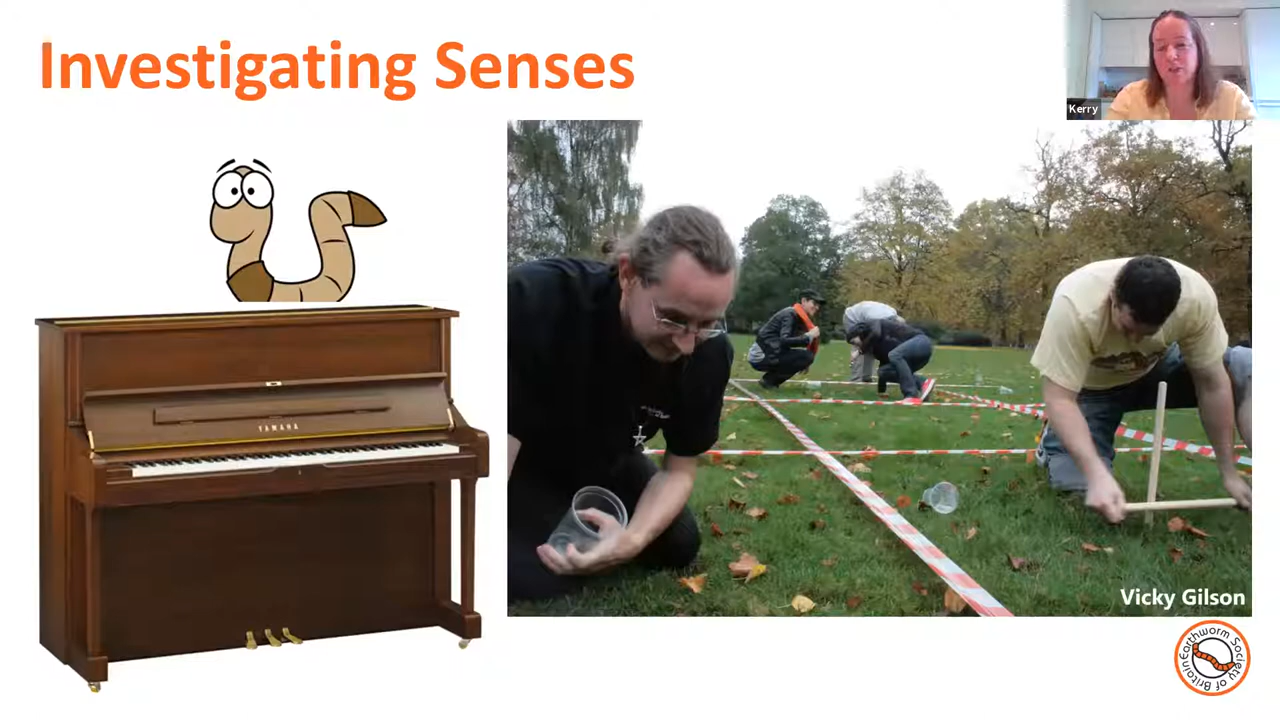 Investigating Senses
Kerry
YAMAHA
Vicky Gilson
Earthworm Society of Britain